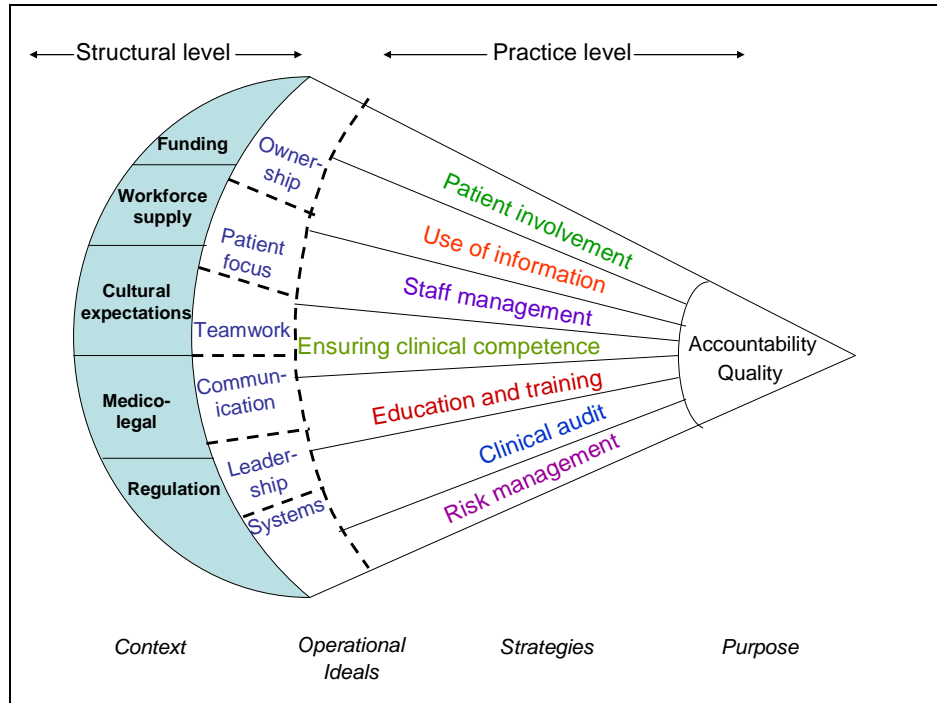 Structural level
Practice level
Funding
Workforce
supply
Cultural
expectations
Medico-
legal
Regulation
Owner-
ship
Patient
focus
Teamwork
Commun-
ication
Leader-
ship
Systems
Patient involvement
Use of information
Staff management
Ensuring clinical competence
Education and training
Clinical audit
Risk management
Accountability
Quality
Context
Operational
Ideals
Strategies
Purpose